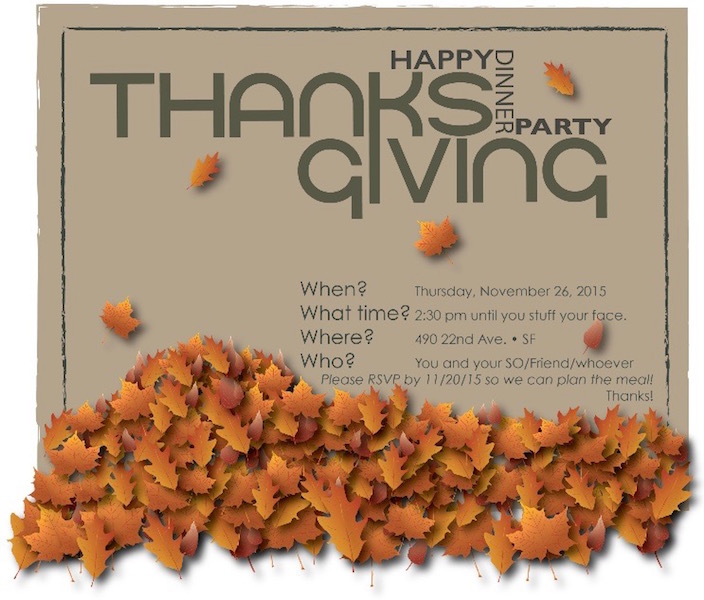 HAPPY
DINNER
THANKS
PARTY
GIVING
When? Thursday, November 26, 2015
What time? 2:30 pm until you stuff your face.
Where? 490 22nd Ave. • SF
Who? You and your SO/Friend/whoever
Please RSVP by 11/20/15 so we can plan the meal!
Thanks!